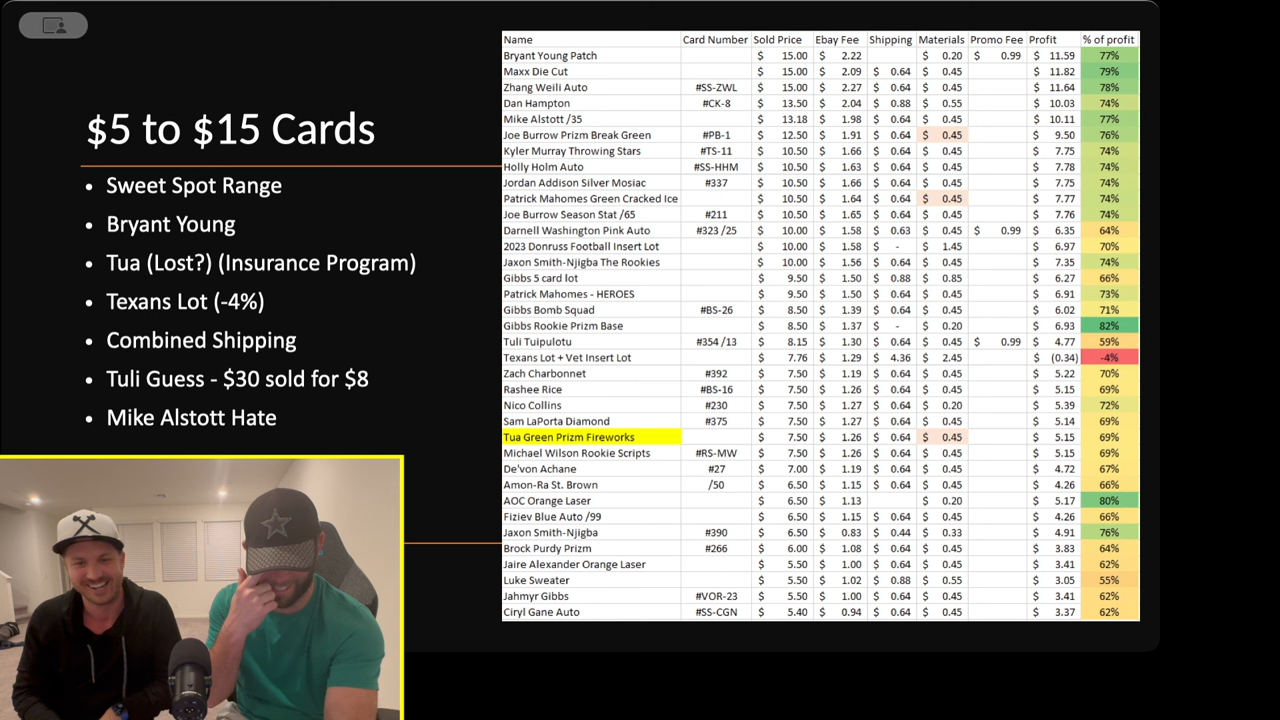 $5 to $15 Cards
• Sweet Spot Range
• Bryant Young
• Tua (Lost?) (Insurance Program)
• Texans Lot (-4%)
• Combined Shipping
• Tuli Guess - $30 sold for $8
• Mike Alstott Hate
Name Card Number Sold Price Ebay Fee Shipping Materials Promo Fee Profit % of profit
Bryant Young Patch $ 15.00 $ 2.22 $ 0.20 $ 0.99 $ 11.59 77%
Maxx Die Cut $ 15.00 $ 2.09 $ 0.64 $ 0.45 $ 11.82 79%
Zhang Weili Auto #SS-ZWL $ 15.00 $ 2.27 $ 0.64 $ 0.45 $ 11.64 78%
Dan Hampton #CK-8 $ 13.50 $ 2.04 $ 0.88 $ 0.55 $ 10.03 74%
Mike Alstott /35 $ 13.18 $ 1.98 $ 0.64 $ 0.45 $ 10.11 77%
Joe Burrow Prizm Break Green #PB-1 $ 12.50 $ 1.91 $ 0.64 $ 0.45 $ 9.50 76%
Kyler Murray Throwing Stars #TS-11 $ 10.50 $ 1.66 $ 0.64 $ 0.45 $ 7.75 74%
Holly Holm Auto #SS-HHM $ 10.50 $ 1.63 $ 0.64 $ 0.45 $ 7.78 74%
Jordan Addison Silver Mosiac #337 $ 10.50 $ 1.66 $ 0.64 $ 0.45 $ 7.75 74%
Patrick Mahomes Green Cracked Ice $ 10.50 $ 1.64 $ 0.64 $ 0.45 $ 7.77 74%
Joe Burrow Season Stat /65 #211 $ 10.50 $ 1.65 $ 0.64 $ 0.45 $ 7.76 74%
Darnell Washington Pink Auto #323 /25 $ 10.00 $ 1.58 $ 0.63 $ 0.45 $ 0.99 $ 6.35 64%
2023 Donruss Football Insert Lot $ 10.00 $ 1.58 $ - $ 1.45 $ 6.97 70%
Jaxon Smith-Njigba The Rookies $ 10.00 $ 1.56 $ 0.64 $ 0.45 $ 7.35 74%
Gibbs 5 card lot $ 9.50 $ 1.50 $ 0.88 $ 0.85 $ 6.27 66%
Patrick Mahomes - HEROES $ 9.50 $ 1.50 $ 0.64 $ 0.45 $ 6.91 73%
Gibbs Bomb Squad #BS-26 $ 8.50 $ 1.39 $ 0.64 $ 0.45 $ 6.02 71%
Gibbs Rookie Prizm Base $ 8.50 $ 1.37 $ - $ 0.20 $ 6.93 82%
Tuli Tuipulotu #354 /13 $ 8.15 $ 1.30 $ 0.64 $ 0.45 $ 0.99 $ 4.77 59%
Texans Lot + Vet Insert Lot $ 7.76 $ 1.29 $ 4.36 $ 2.45 $ (0.34) -4%
Zach Charbonnet #392 $ 7.50 $ 1.19 $ 0.64 $ 0.45 $ 5.22 70%
Rashee Rice #BS-16 $ 7.50 $ 1.26 $ 0.64 $ 0.45 $ 5.15 69%
Nico Collins #230 $ 7.50 $ 1.27 $ 0.64 $ 0.20 $ 5.39 72%
Sam LaPorta Diamond #375 $ 7.50 $ 1.27 $ 0.64 $ 0.45 $ 5.14 69%
Tua Green Prizm Fireworks $ 7.50 $ 1.26 $ 0.64 $ 0.45 $ 5.15 69%
Michael Wilson Rookie Scripts #RS-MW $ 7.50 $ 1.26 $ 0.64 $ 0.45 $ 5.15 69%
De'von Achane #27 $ 7.00 $ 1.19 $ 0.64 $ 0.45 $ 4.72 67%
Amon-Ra St. Brown /50 $ 6.50 $ 1.15 $ 0.64 $ 0.45 $ 4.26 66%
AOC Orange Laser $ 6.50 $ 1.13 $ 0.20 $ 5.17 80%
Fiziev Blue Auto /99 $ 6.50 $ 1.15 $ 0.64 $ 0.45 $ 4.26 66%
Jaxon Smith-Njigba #390 $ 6.50 $ 0.83 $ 0.44 $ 0.33 $ 4.91 76%
Brock Purdy Prizm #266 $ 6.00 $ 1.08 $ 0.64 $ 0.45 $ 3.83 64%
Jaire Alexander Orange Laser $ 5.50 $ 1.00 $ 0.64 $ 0.45 $ 3.41 62%
Luke Sweater $ 5.50 $ 1.02 $ 0.88 $ 0.55 $ 3.05 55%
Jahmyr Gibbs #VOR-23 $ 5.50 $ 1.00 $ 0.64 $ 0.45 $ 3.41 62%
Ciryl Gane Auto #SS-CGN $ 5.40 $ 0.94 $ 0.64 $ 0.45 $ 3.37 62%